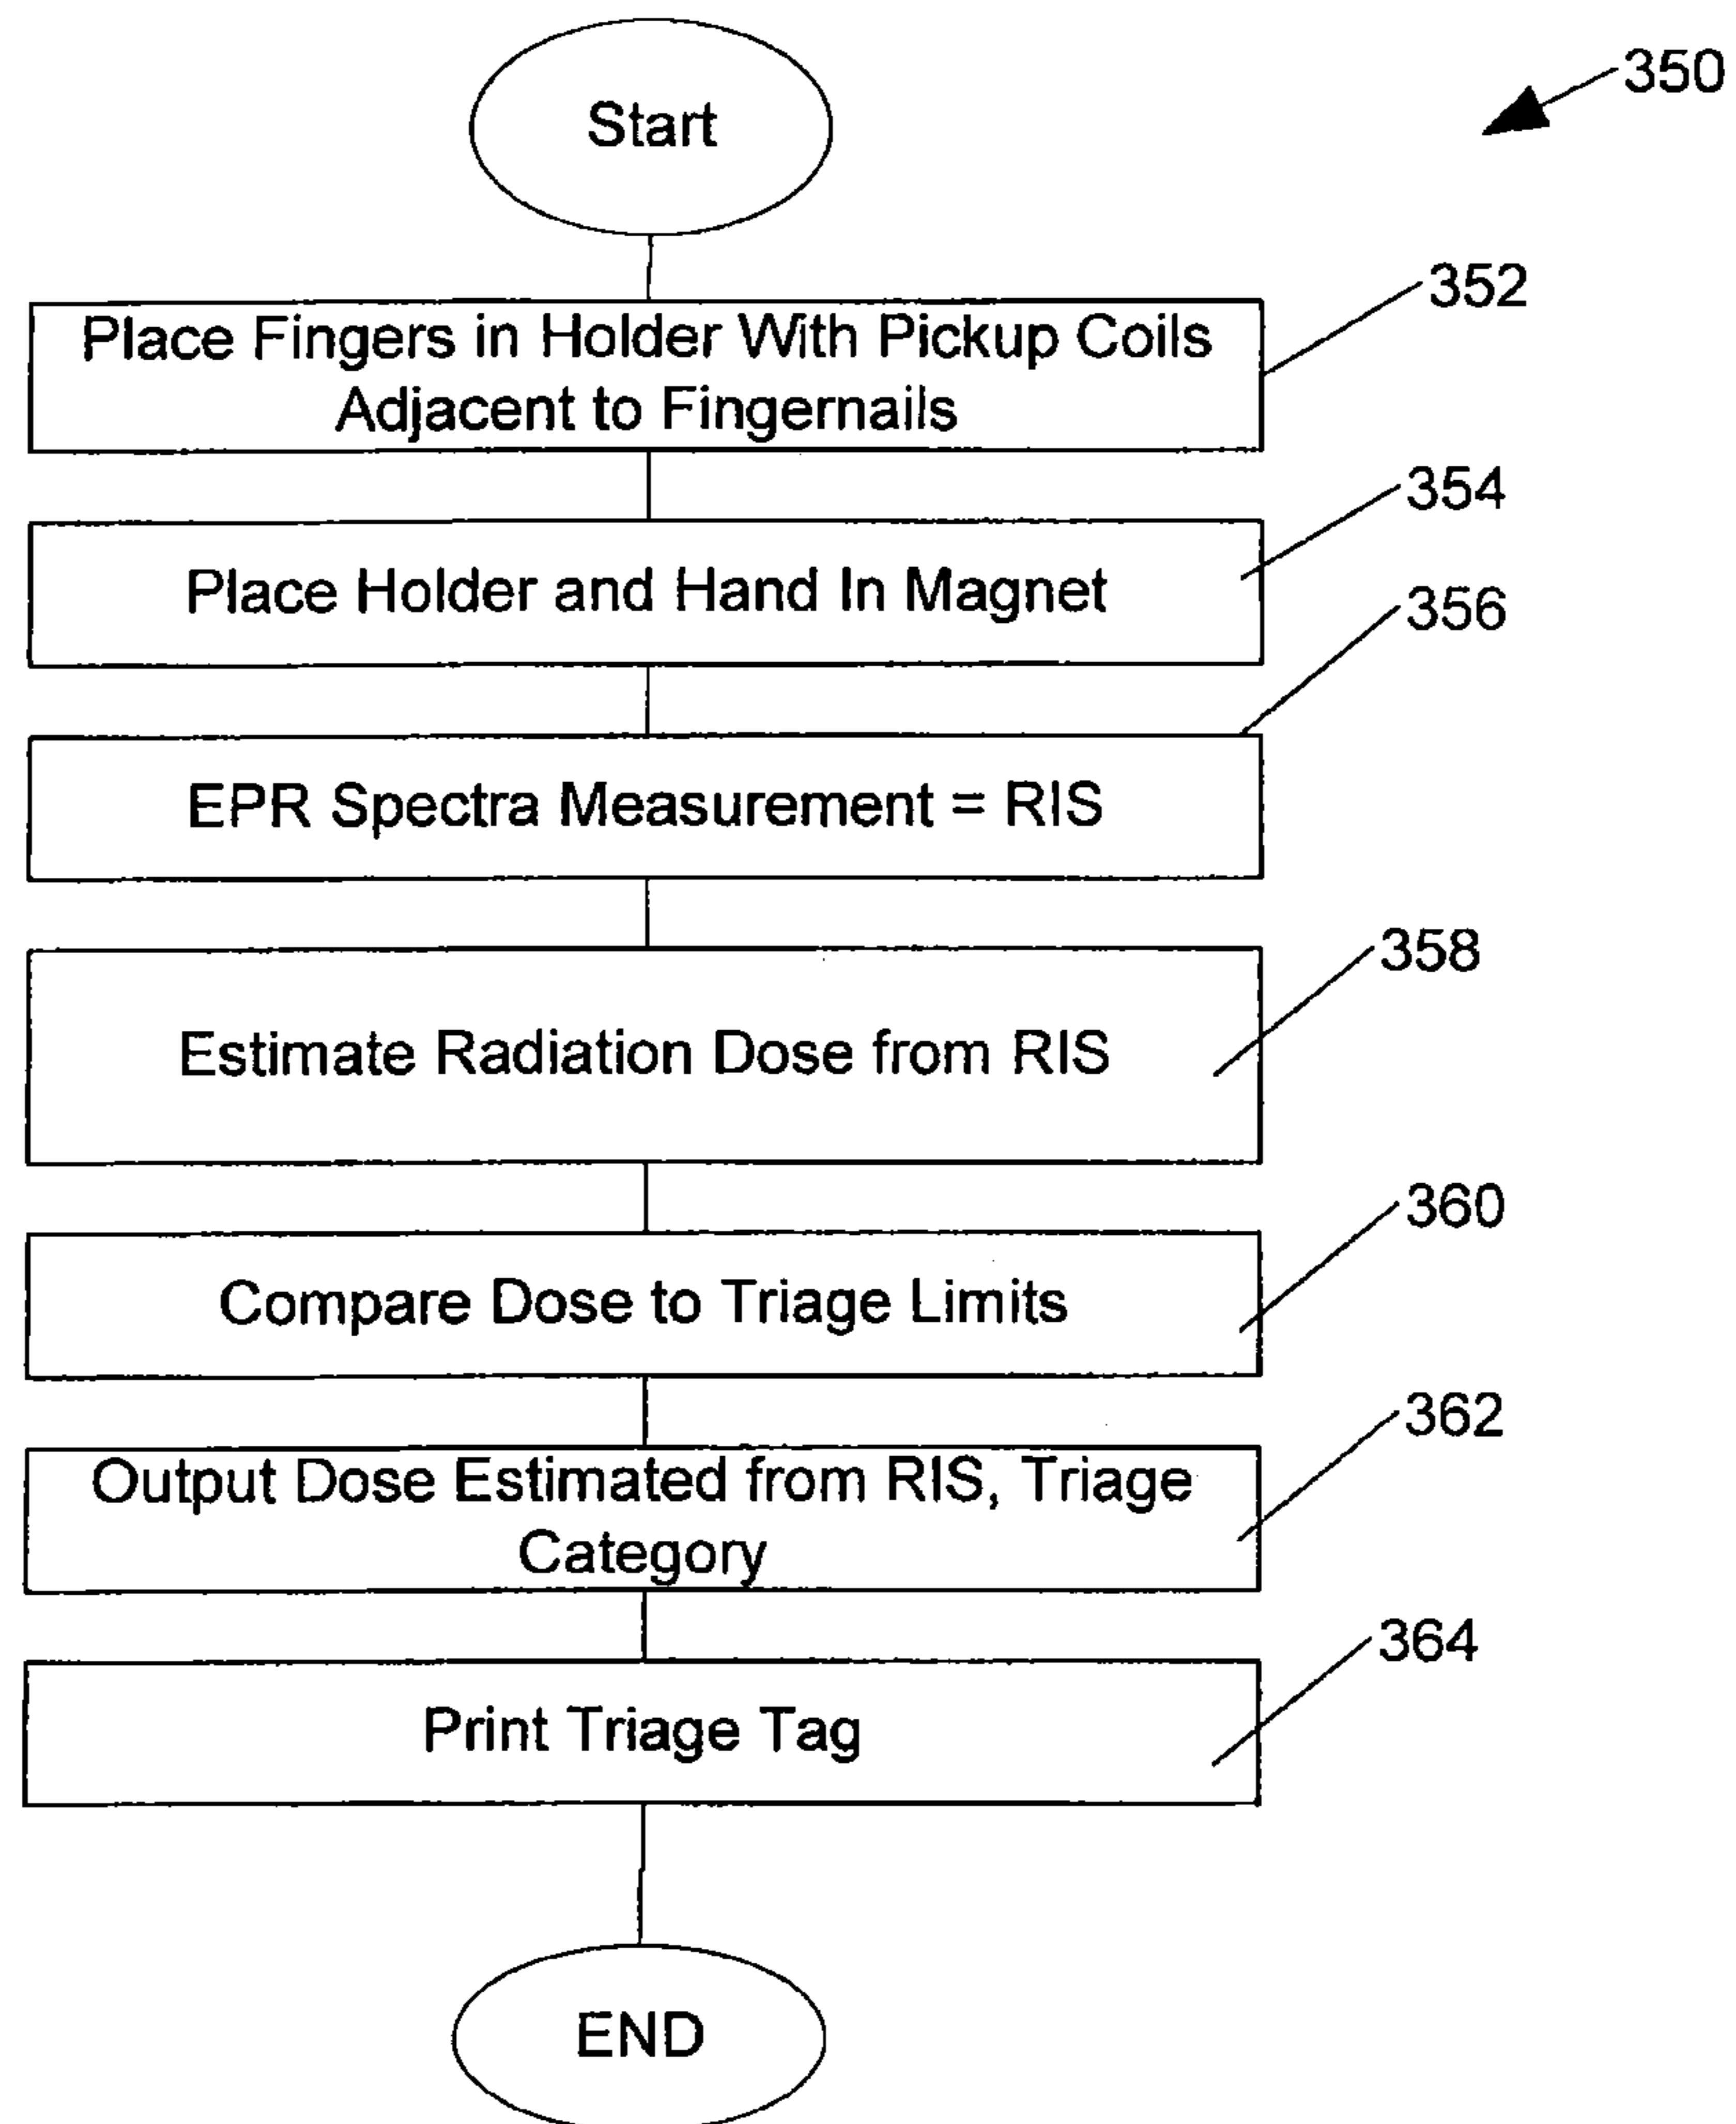 Start
350
352
Place Fingers in Holder With Pickup Coils
Adjacent to Fingernails
354
Place Holder and Hand In Magnet
356
EPR Spectra Measurement = RIS
358
Estimate Radiation Dose from RIS
360
Compare Dose to Triage Limits
362
Output Dose Estimated from RIS, Triage
Category
364
Print Triage Tag
END